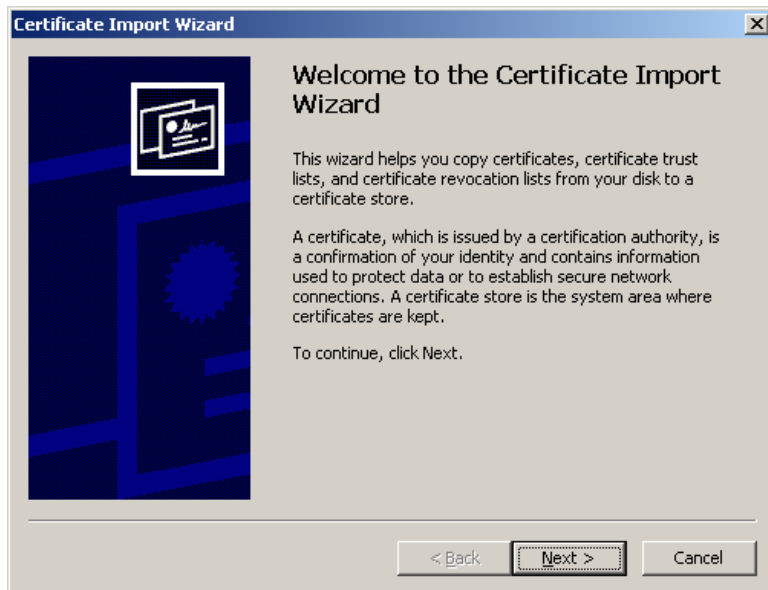 Certificate Import Wizard
Welcome to the Certificate Import
Wizard
This wizard helps you copy certificates, certificate trust
lists, and certificate revocation lists from your disk to a
certificate store.
A certificate, which is issued by a certification authority, is
a confirmation of your identity and contains information
used to protect data or to establish secure network
connections. A certificate store is the system area where
certificates are kept.
To continue, click Next.
< Back Next > Cancel